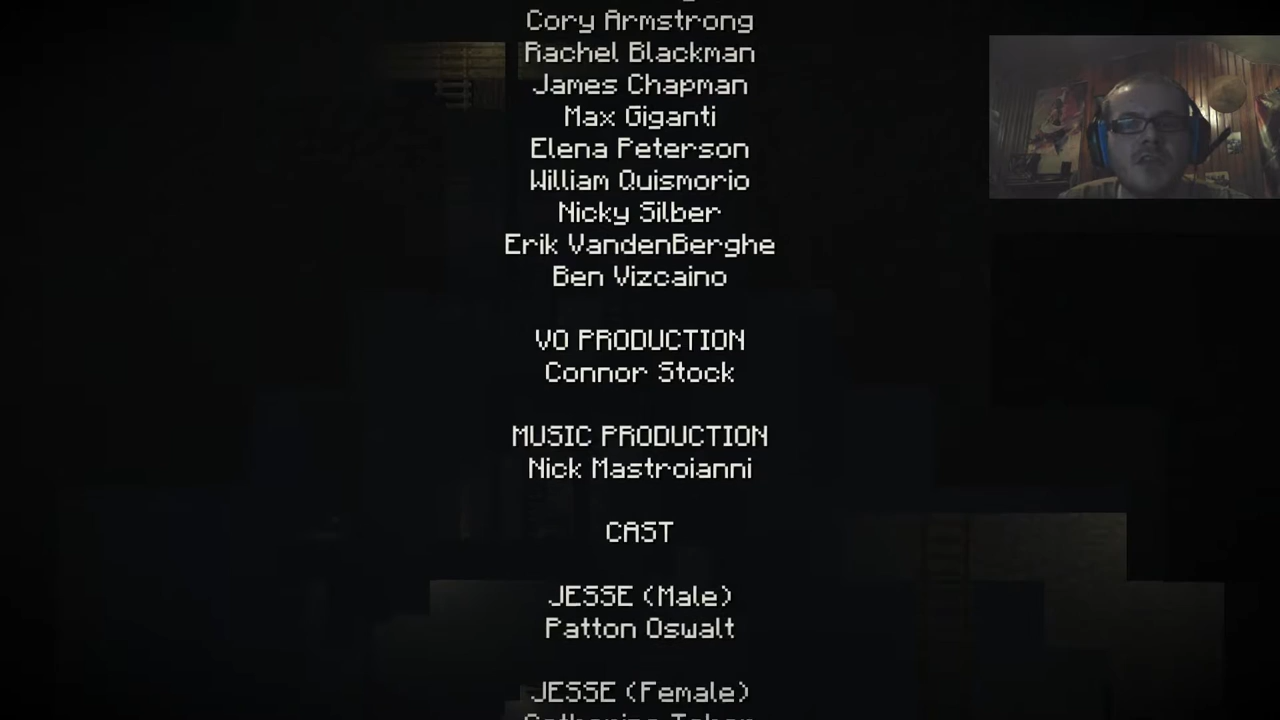 Cory Armstrong
Rachel Blackman
James Chapman
Max Giganti
Elena Peterson
William Quismorio
Nicky Silber
Erik VandenBerghe
Ben Vizcaino
VO PRODUCTION
Connor Stock
MUSIC PRODUCTION
Nick Mastroianni
CAST
JESSE (Male)
Patton Oswalt
JESSE (Female)